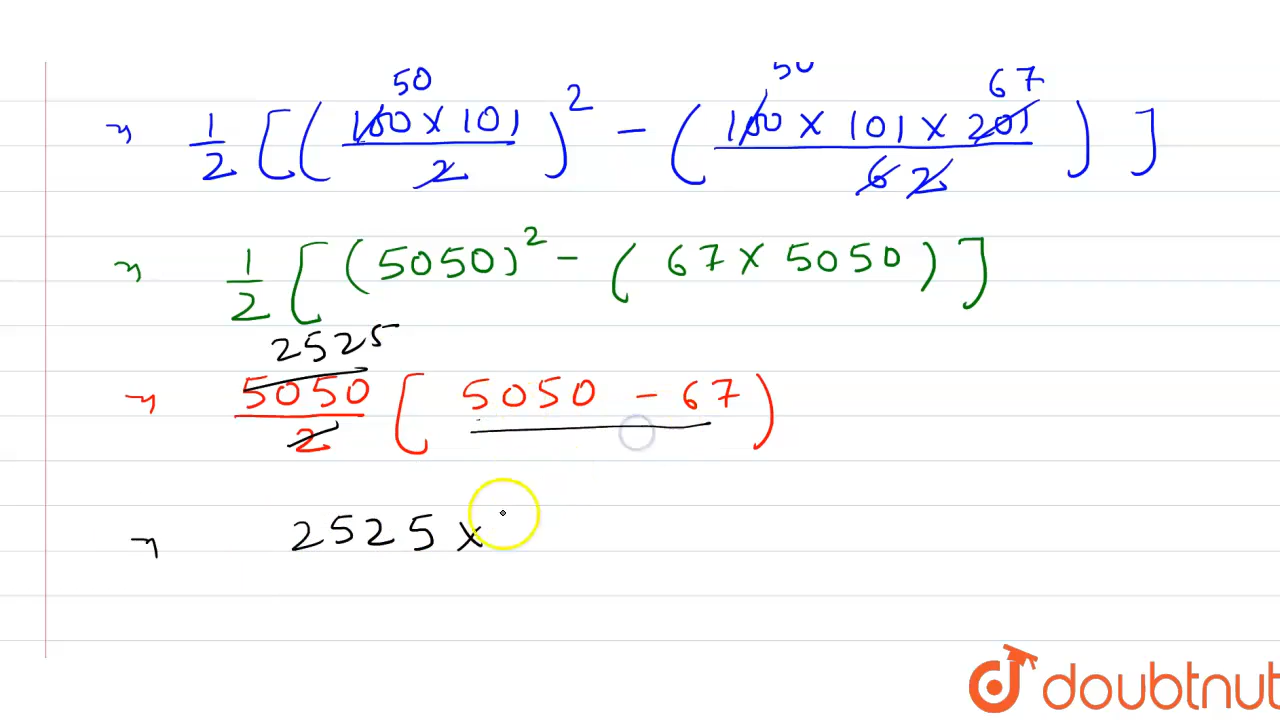 50 50 67
⇒ 1/2 [(100 × 101 / 2)² − (100 × 101 × 201 / 6 2)]
⇒ 1/2 [(5050)² − (67 × 5050)]
2525
⇒ 5050/2 [5050 − 67)
⇒ 2525 ×
doubtnut